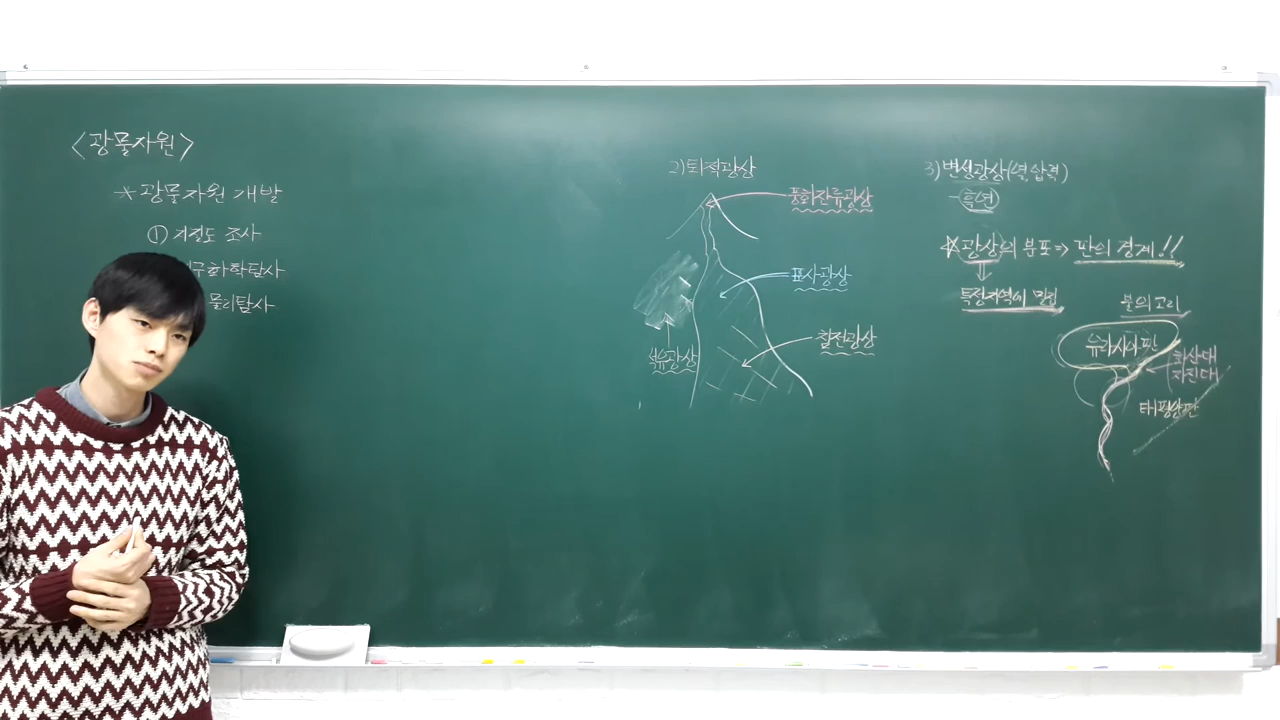 <광물자원>
* 광물자원 개발
① 지질도 조사
구화학탐사
물리탐사
2) 퇴적광상
풍화잔류광상
표사광상
침전광상
석유광상
3) 변성광상(열,압력)
- 흑연
☆광상의 분포⇒ 판의 경계!!
⇓
특정지역에 밀집
불의고리
유라시아판
화산대
지진대
태평양판